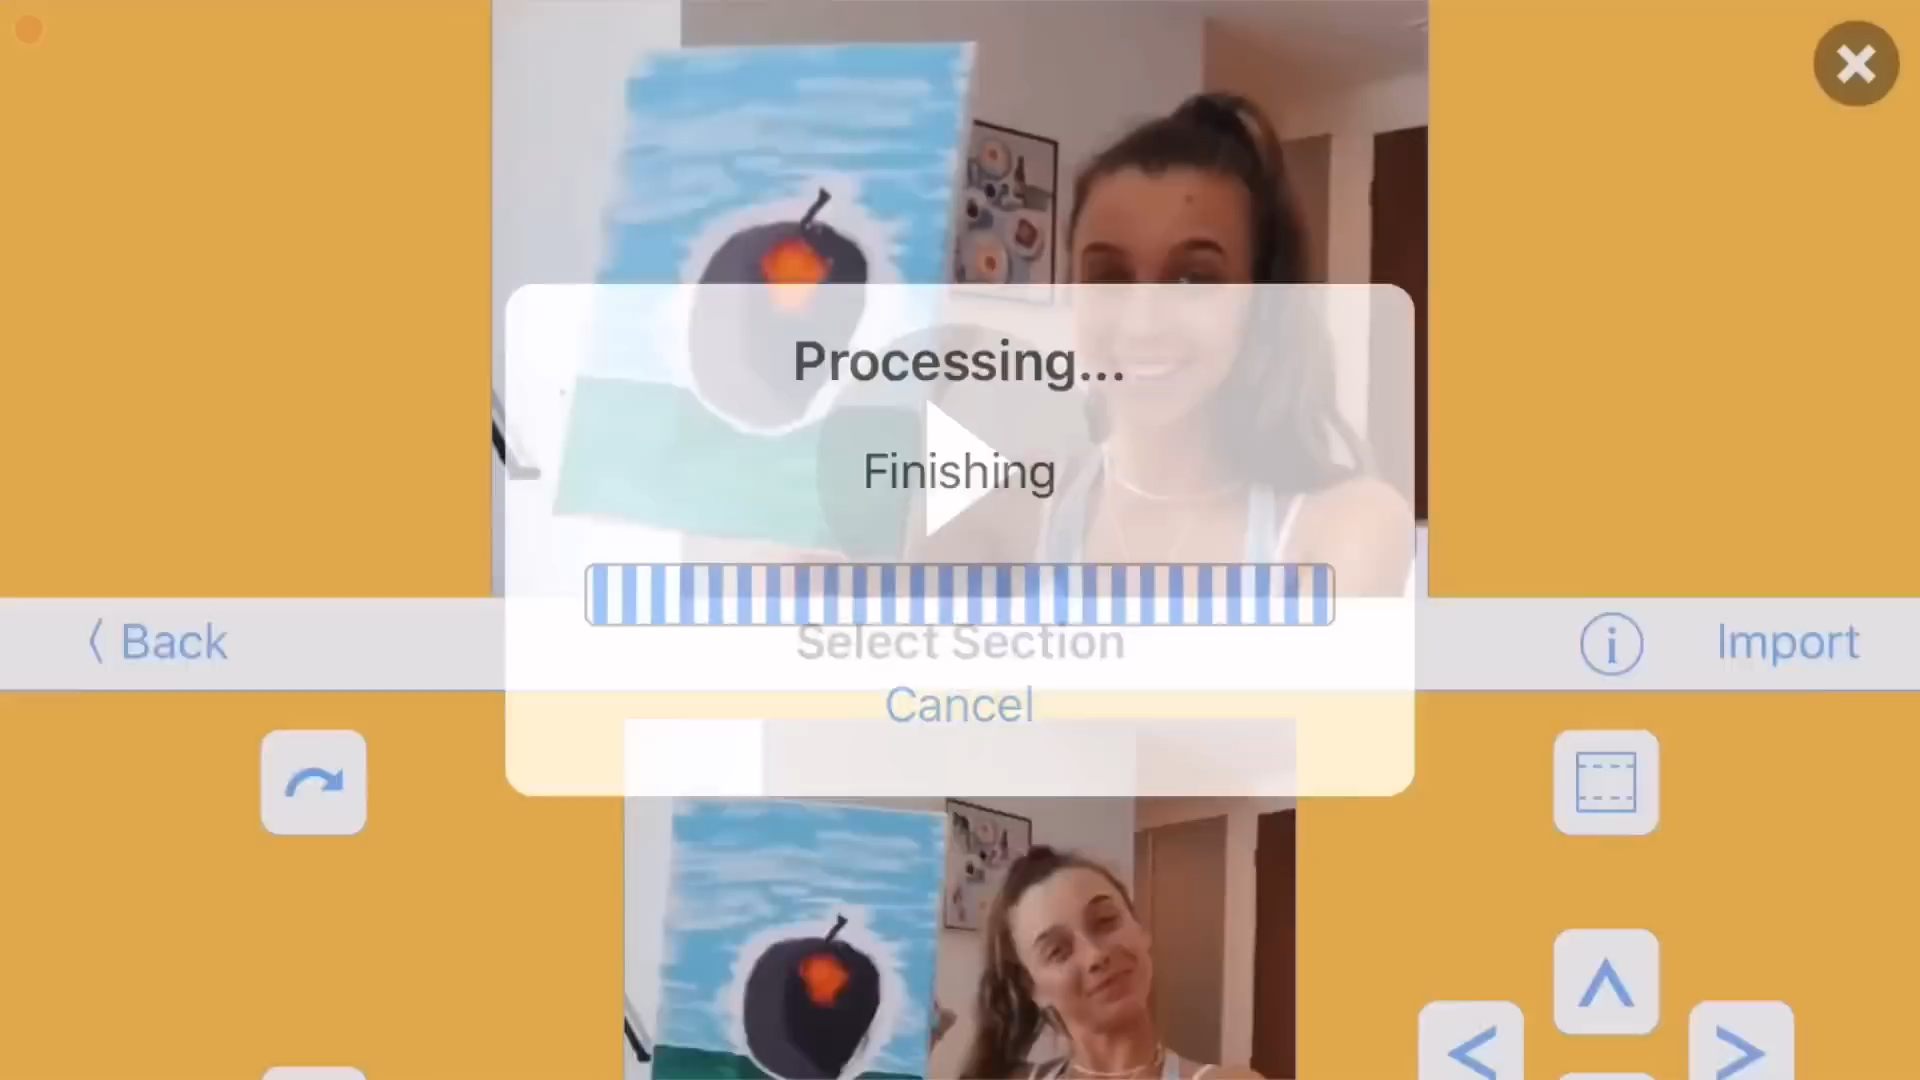 Processing...
Finishing
Back
Select Section
Import
Cancel